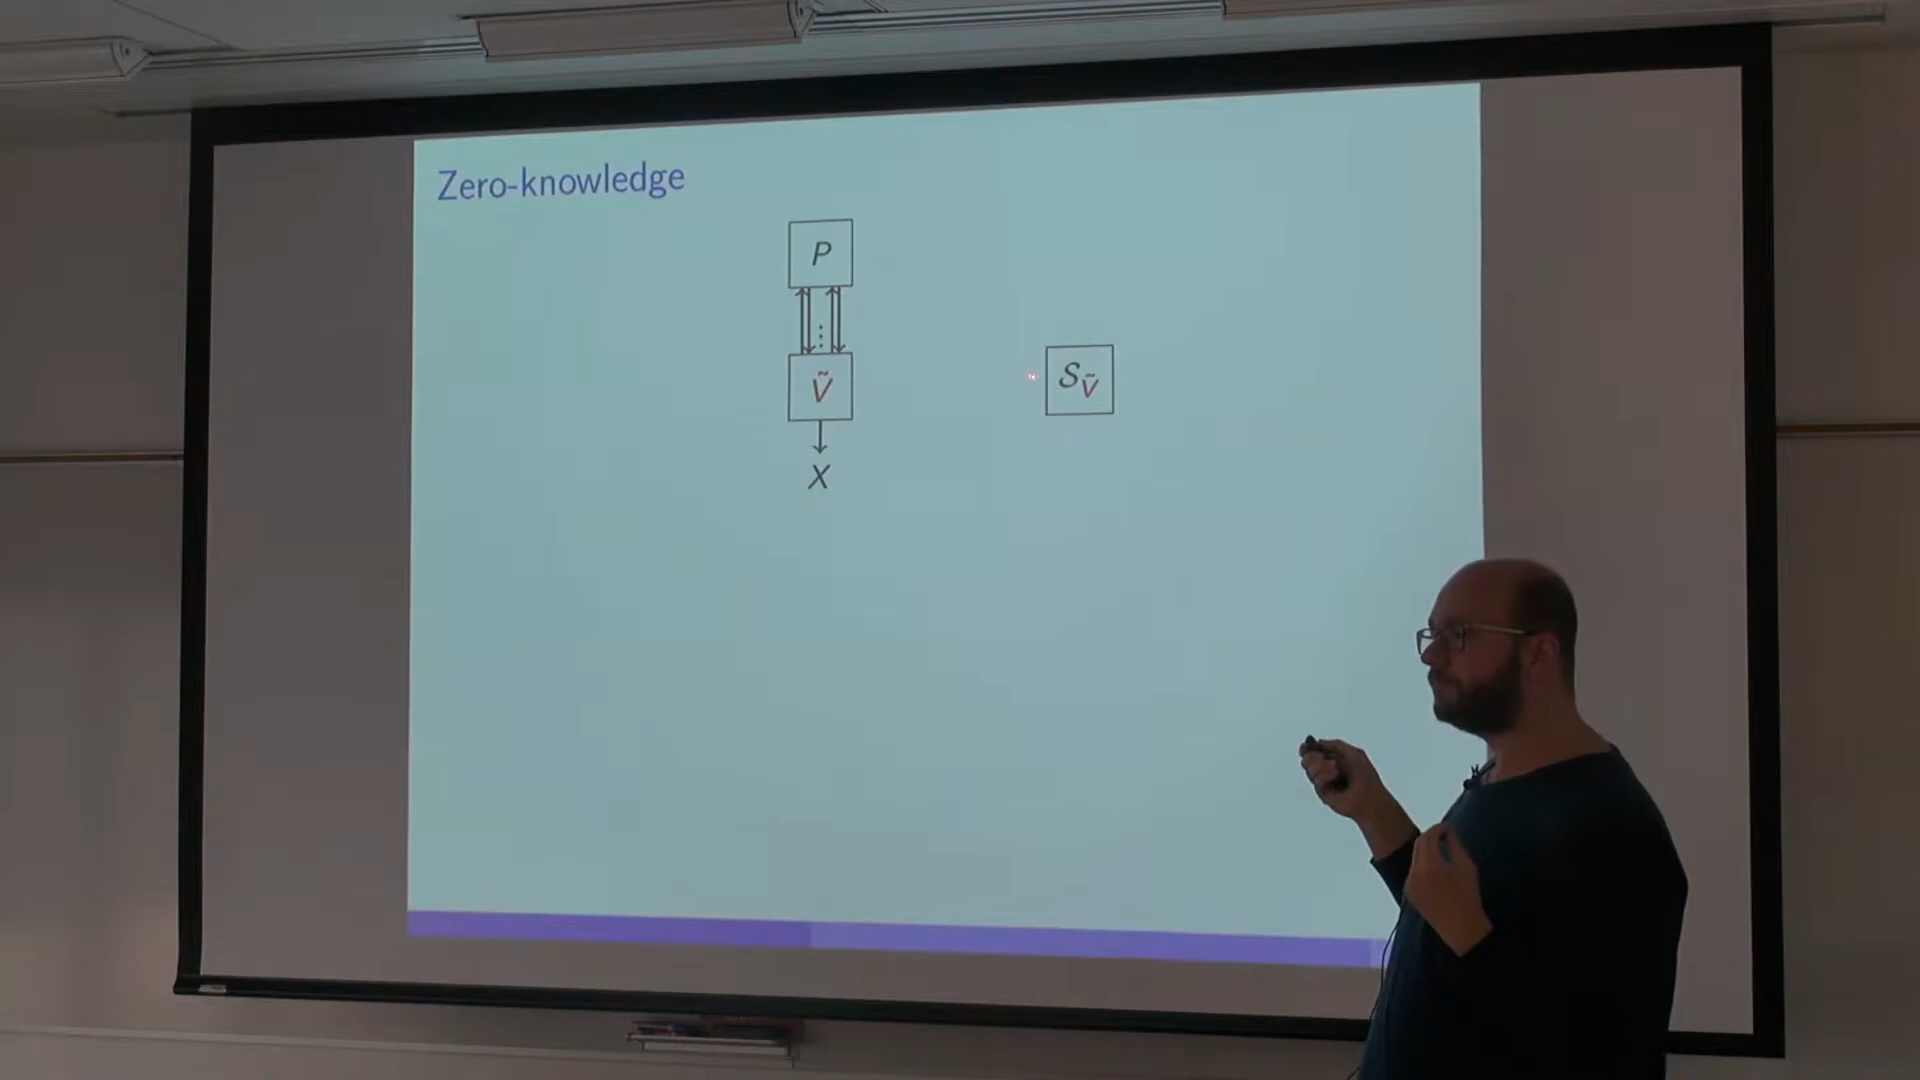 Zero-knowledge
P
⋮
Ṽ
S_Ṽ
X